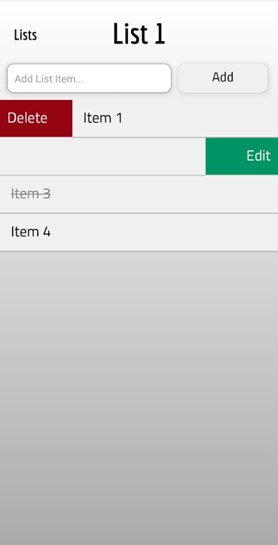 Lists
List 1
Add List Item...
Add
Delete
Item 1
Edit
Item 3
Item 4